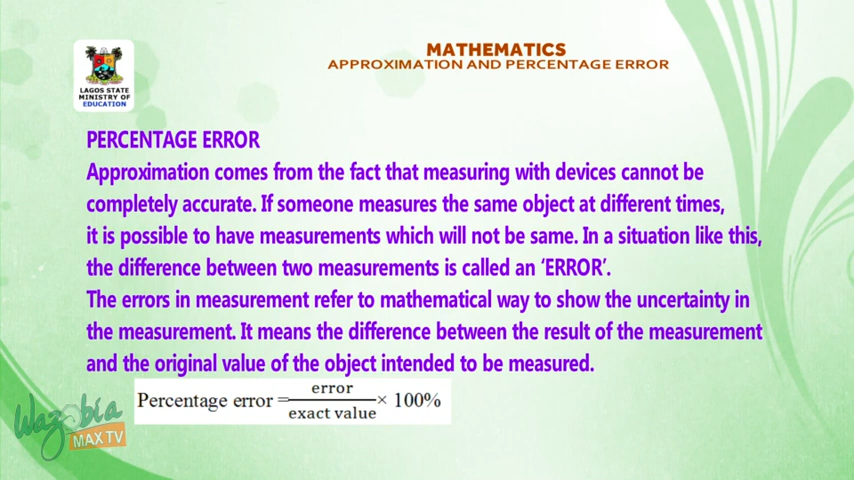 MATHEMATICS
APPROXIMATION AND PERCENTAGE ERROR
LAGOS STATE
MINISTRY OF
EDUCATION
PERCENTAGE ERROR
Approximation comes from the fact that measuring with devices cannot be
completely accurate. If someone measures the same object at different times,
it is possible to have measurements which will not be same. In a situation like this,
the difference between two measurements is called an ‘ERROR’.
The errors in measurement refer to mathematical way to show the uncertainty in
the measurement. It means the difference between the result of the measurement
and the original value of the object intended to be measured.
Percentage error = error / exact value × 100%
Wazobia
MAX TV